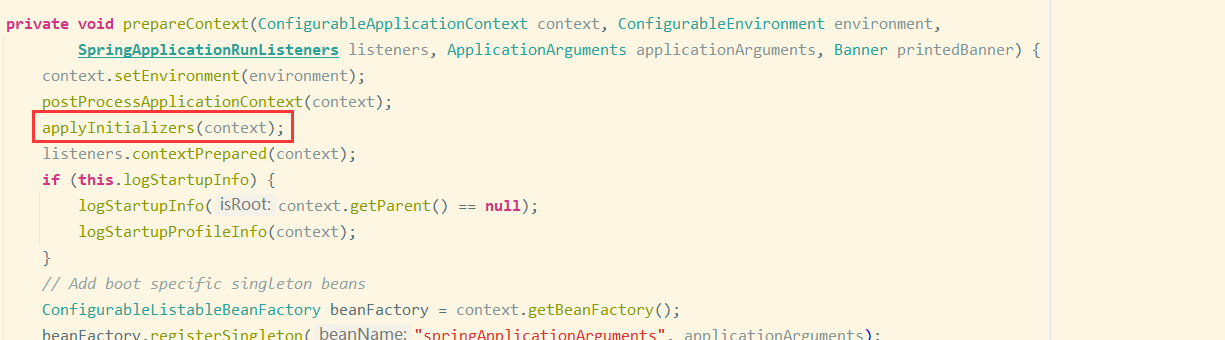 private void prepareContext(ConfigurableApplicationContext context, ConfigurableEnvironment environment,
SpringApplicationRunListeners listeners, ApplicationArguments applicationArguments, Banner printedBanner) {
context.setEnvironment(environment);
postProcessApplicationContext(context);
applyInitializers(context);
listeners.contextPrepared(context);
if (this.logStartupInfo) {
logStartupInfo( isRoot: context.getParent() == null);
logStartupProfileInfo(context);
}
// Add boot specific singleton beans
ConfigurableListableBeanFactory beanFactory = context.getBeanFactory();
beanFactory.registerSingleton( beanName: "springApplicationArguments", applicationArguments);